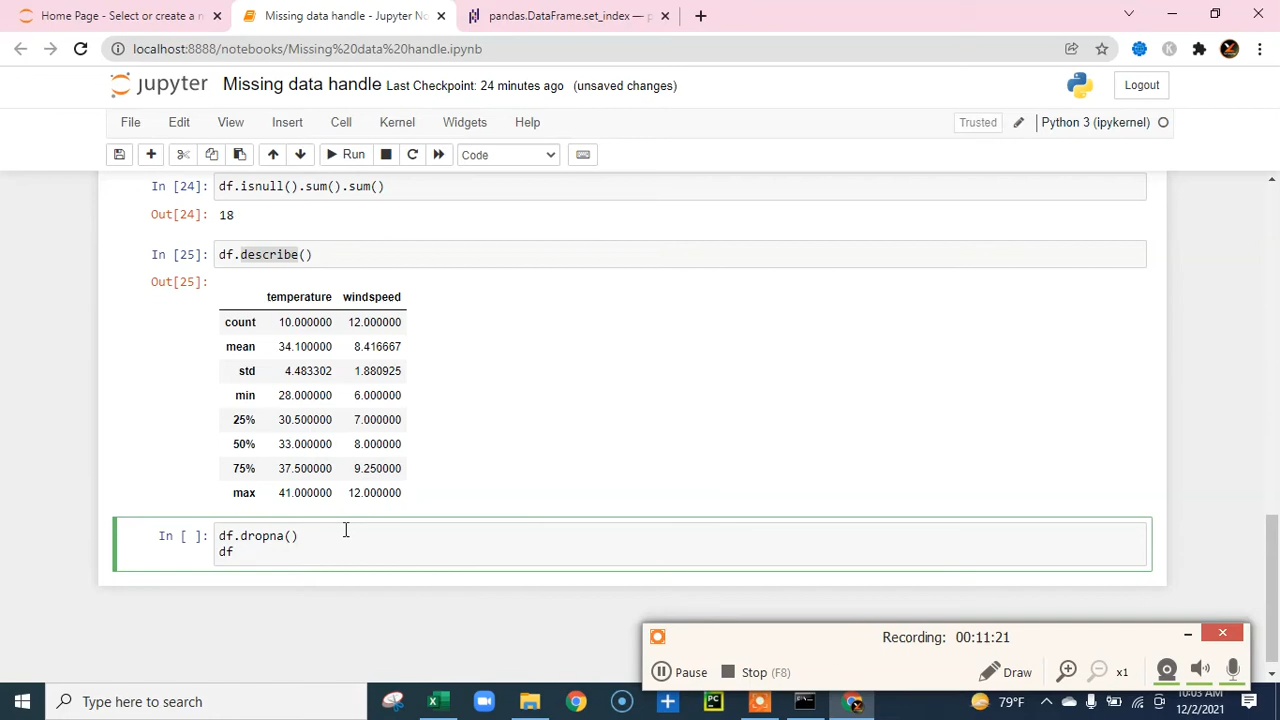 Home Page - Select or create a n
Missing data handle - Jupyter No
pandas.DataFrame.set_index — p
localhost:8888/notebooks/Missing%20data%20handle.ipynb
K
jupyter Missing data handle Last Checkpoint: 24 minutes ago (unsaved changes)
Logout
File Edit View Insert Cell Kernel Widgets Help
Trusted
Python 3 (ipykernel)
Run
Code
In [24]: df.isnull().sum().sum()
Out[24]: 18
In [25]: df.describe()
Out[25]:
temperature windspeed
count 10.000000 12.000000
mean 34.100000 8.416667
std 4.483302 1.880925
min 28.000000 6.000000
25% 30.500000 7.000000
50% 33.000000 8.000000
75% 37.500000 9.250000
max 41.000000 12.000000
In [ ]: df.dropna()
df
Recording: 00:11:21
Pause Stop (F8) Draw x1
Type here to search
PC
79°F
10:03 AM
12/2/2021